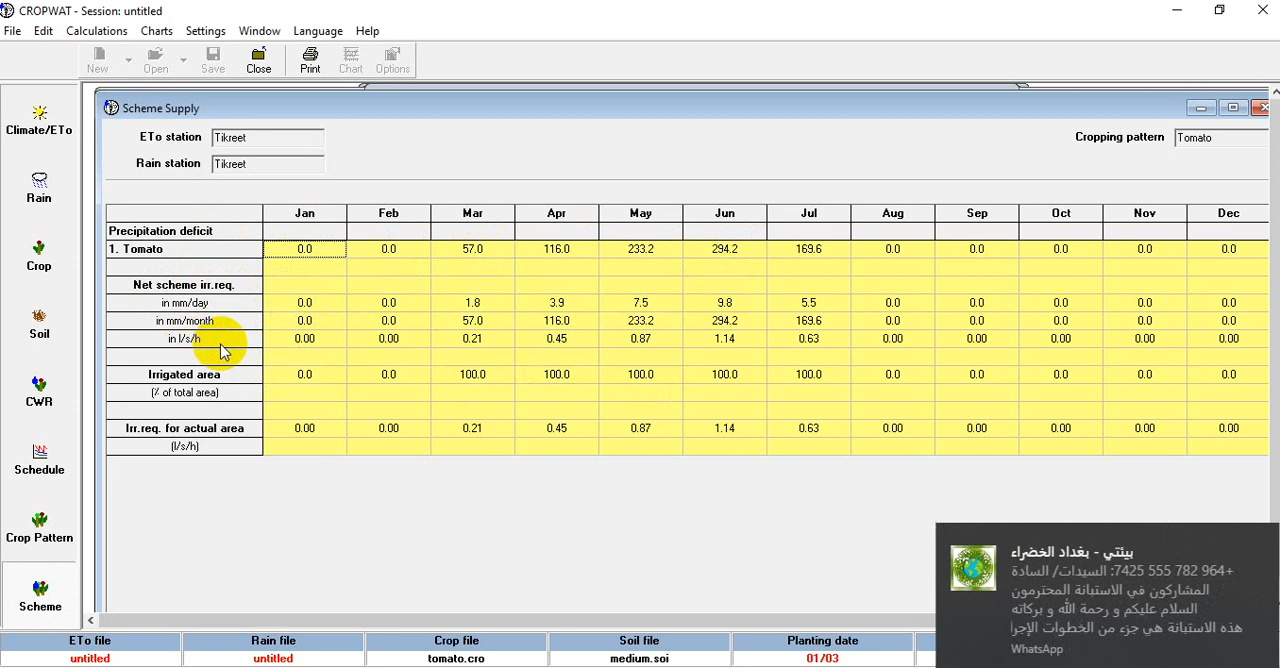 CROPWAT - Session: untitled
File Edit Calculations Charts Settings Window Language Help
New Open Save Close Print Chart Options
Climate/ETo
Rain
Crop
Soil
CWR
Schedule
Crop Pattern
Scheme
Scheme Supply
ETo station Tikreet
Cropping pattern Tomato
Rain station Tikreet
Jan Feb Mar Apr May Jun Jul Aug Sep Oct Nov Dec
Precipitation deficit
1. Tomato 0.0 0.0 57.0 116.0 233.2 294.2 169.6 0.0 0.0 0.0 0.0 0.0
Net scheme irr.req.
in mm/day 0.0 0.0 1.8 3.9 7.5 9.8 5.5 0.0 0.0 0.0 0.0 0.0
in mm/month 0.0 0.0 57.0 116.0 233.2 294.2 169.6 0.0 0.0 0.0 0.0 0.0
in l/s/h 0.00 0.00 0.21 0.45 0.87 1.14 0.63 0.00 0.00 0.00 0.00 0.00
Irrigated area 0.0 0.0 100.0 100.0 100.0 100.0 100.0 0.0 0.0 0.0 0.0 0.0
(% of total area)
Irr.req. for actual area 0.00 0.00 0.21 0.45 0.87 1.14 0.63 0.00 0.00 0.00 0.00 0.00
(l/s/h)
بيئتي - بغداد الخضراء
+964 782 555 7425: السيدات/ السادة
المشاركون في الاستبانة المحترمون
السلام عليكم و رحمة الله و بركاته
هذه الاستبانة هي جزء من الخطوات الإجرا
WhatsApp
ETo file Rain file Crop file Soil file Planting date
untitled untitled tomato.cro medium.soi 01/03